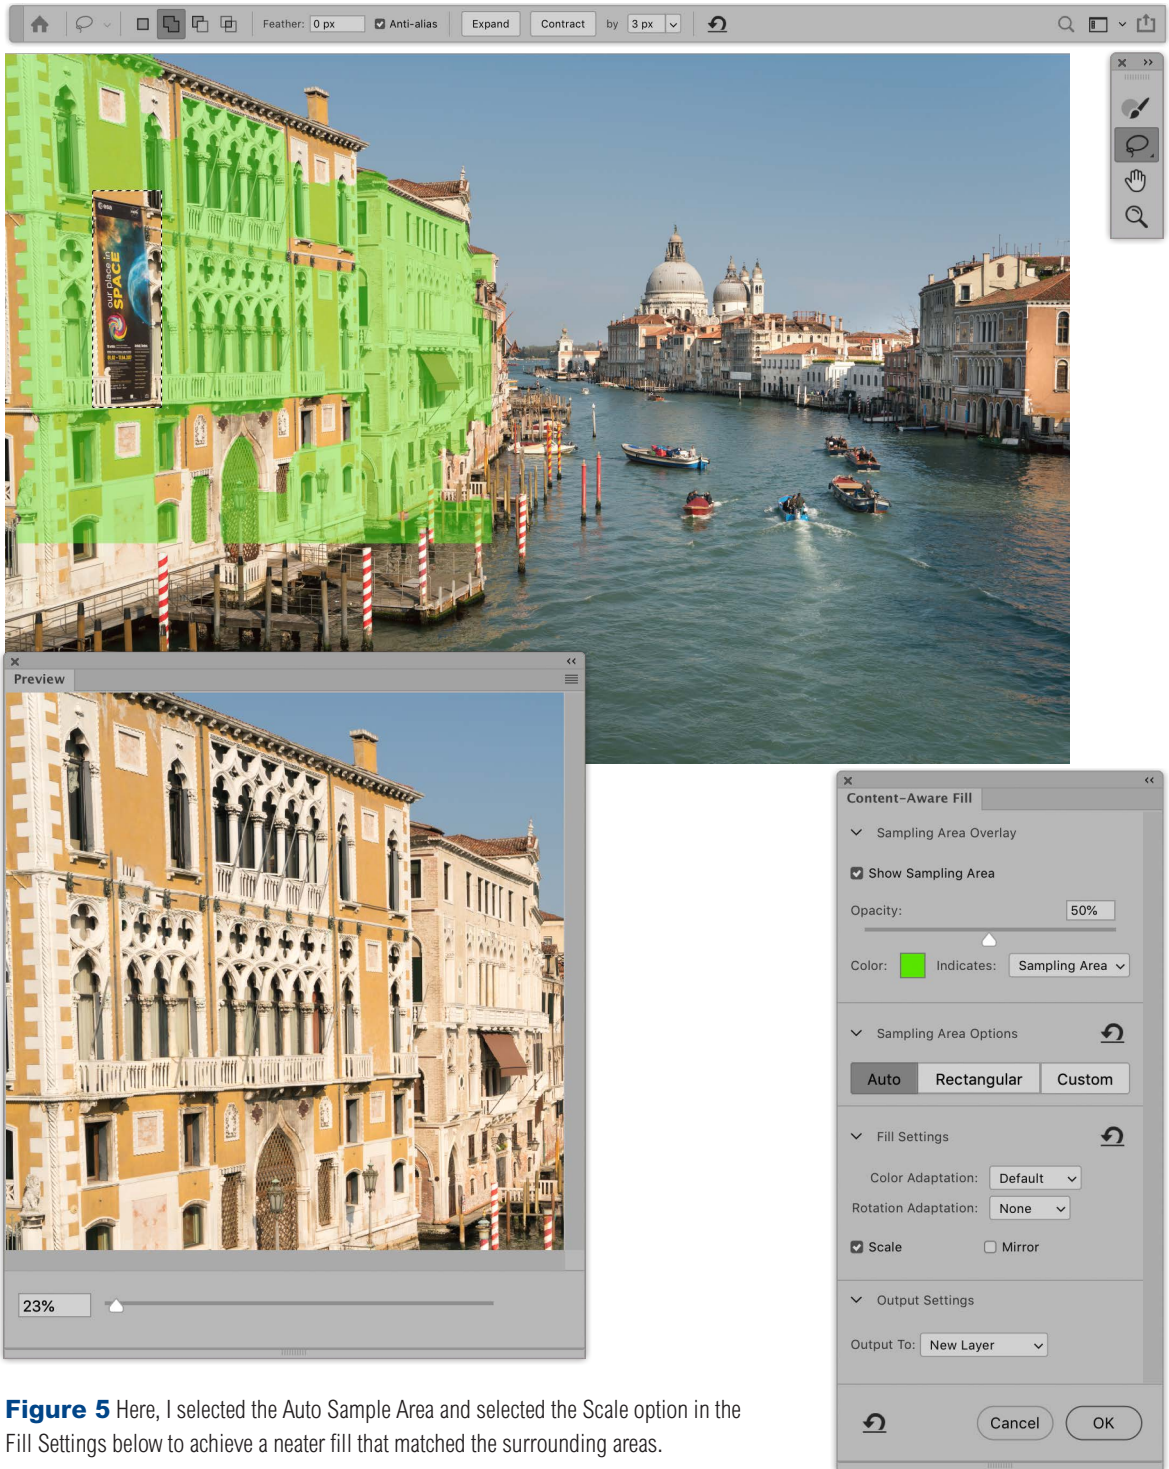 Feather: 0 px Anti-alias Expand Contract by 3 px
esa
our place in
SPACE
Preview
23%
Content-Aware Fill
Sampling Area Overlay
Show Sampling Area
Opacity: 50%
Color: Indicates: Sampling Area
Sampling Area Options
Auto Rectangular Custom
Fill Settings
Color Adaptation: Default
Rotation Adaptation: None
Scale Mirror
Output Settings
Output To: New Layer
Cancel OK
Figure 5 Here, I selected the Auto Sample Area and selected the Scale option in the
Fill Settings below to achieve a neater fill that matched the surrounding areas.